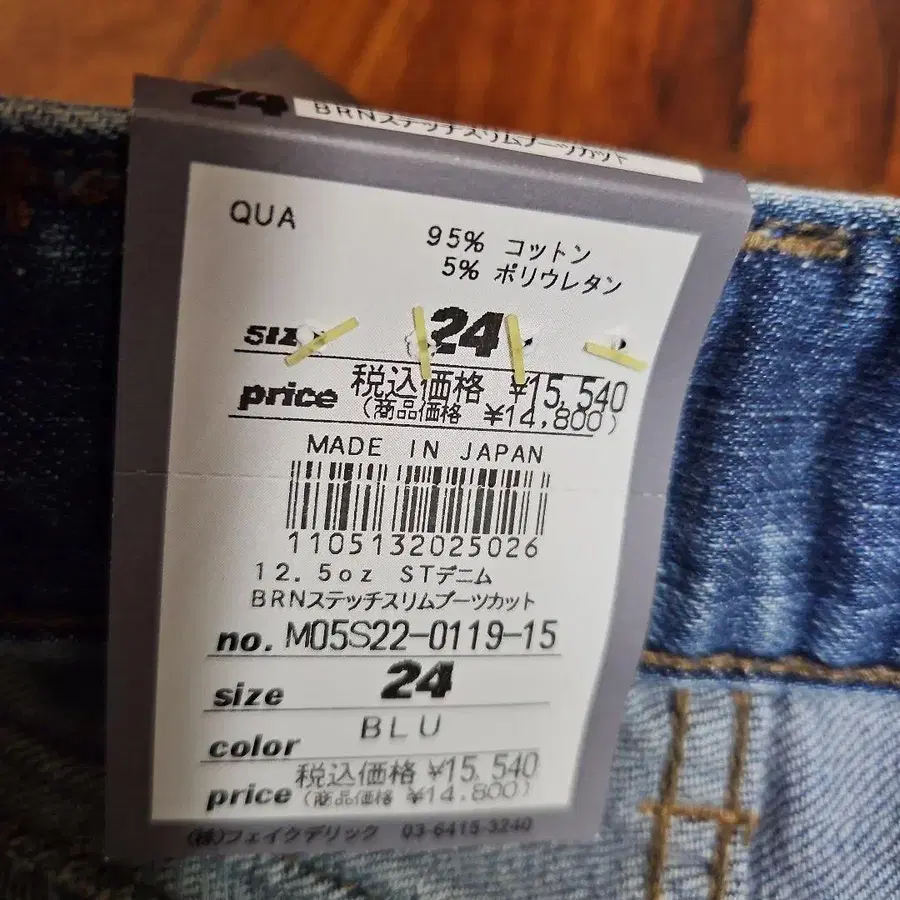 24 BRNステッチスリムブーツカット
QUA
95% コットン
5% ポリウレタン
size 24
price 税込価格 ¥15,540
(商品価格 ¥14,800)
MADE IN JAPAN
1105132025026
12.5oz STデニム
BRNステッチスリムブーツカット
no. M05S22-0119-15
size 24
color BLU
price 税込価格 ¥15,540
(商品価格 ¥14,800)
(株)フェイクデリック 03-6415-3240